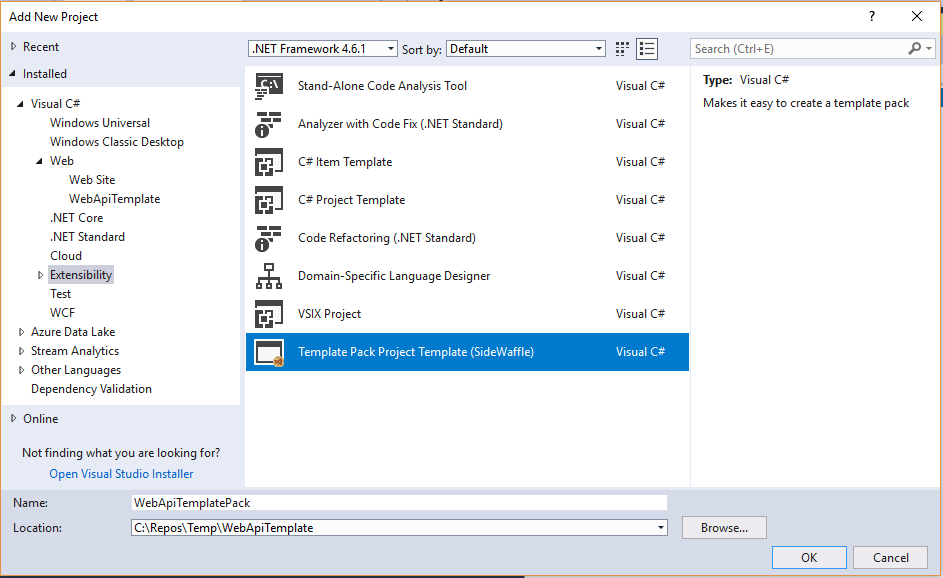 Add New Project
?
Recent
.NET Framework 4.6.1
Sort by:
Default
Search (Ctrl+E)
Installed
Visual C#
Windows Universal
Windows Classic Desktop
Web
Web Site
WebApiTemplate
.NET Core
.NET Standard
Cloud
Extensibility
Test
WCF
Azure Data Lake
Stream Analytics
Other Languages
Dependency Validation
Online
Not finding what you are looking for?
Open Visual Studio Installer
C:\
Stand-Alone Code Analysis Tool Visual C#
Analyzer with Code Fix (.NET Standard) Visual C#
C# Item Template Visual C#
C# Project Template Visual C#
Code Refactoring (.NET Standard) Visual C#
Domain-Specific Language Designer Visual C#
VSIX Project Visual C#
Template Pack Project Template (SideWaffle) Visual C#
Type: Visual C#
Makes it easy to create a template pack
Name: WebApiTemplatePack
Location: C:\Repos\Temp\WebApiTemplate
Browse...
OK
Cancel